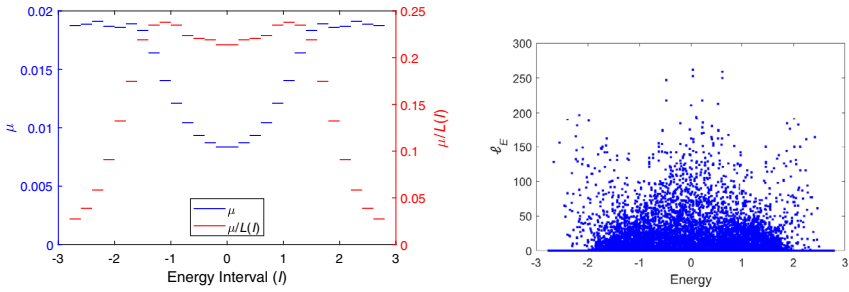 0.02
0.015
0.01
0.005
0
μ
0.25
0.2
0.15
0.1
0.05
0
μ/L(I)
μ
μ/L(I)
-3 -2 -1 0 1 2 3
Energy Interval (I)
300
250
200
150
100
50
0
ℓ_E
-3 -2 -1 0 1 2 3
Energy